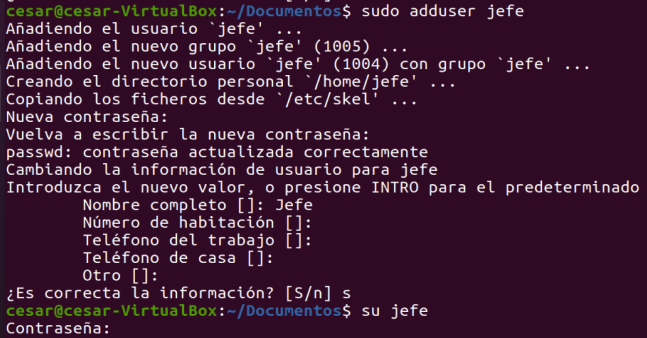 cesar@cesar-VirtualBox:~/Documentos$ sudo adduser jefe
Añadiendo el usuario `jefe' ...
Añadiendo el nuevo grupo `jefe' (1005) ...
Añadiendo el nuevo usuario `jefe' (1004) con grupo `jefe' ...
Creando el directorio personal `/home/jefe' ...
Copiando los ficheros desde `/etc/skel' ...
Nueva contraseña:
Vuelva a escribir la nueva contraseña:
passwd: contraseña actualizada correctamente
Cambiando la información de usuario para jefe
Introduzca el nuevo valor, o presione INTRO para el predeterminado
        Nombre completo []: Jefe
        Número de habitación []:
        Teléfono del trabajo []:
        Teléfono de casa []:
        Otro []:
¿Es correcta la información? [S/n] s
cesar@cesar-VirtualBox:~/Documentos$ su jefe
Contraseña: